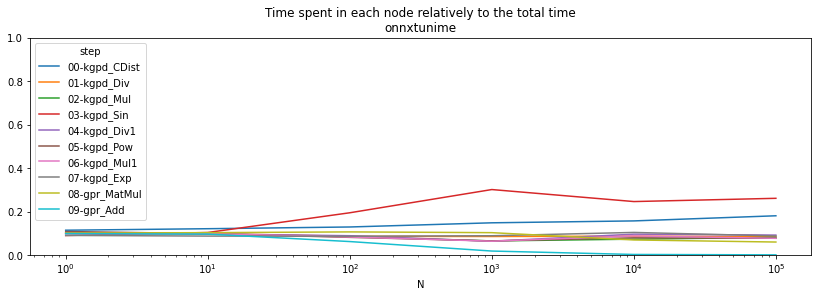 Time spent in each node relatively to the total time
onnxtunime
1.0
0.8
0.6
0.4
0.2
0.0
step
00-kgpd_CDist
01-kgpd_Div
02-kgpd_Mul
03-kgpd_Sin
04-kgpd_Div1
05-kgpd_Pow
06-kgpd_Mul1
07-kgpd_Exp
08-gpr_MatMul
09-gpr_Add
10⁰ 10¹ 10² 10³ 10⁴ 10⁵
N